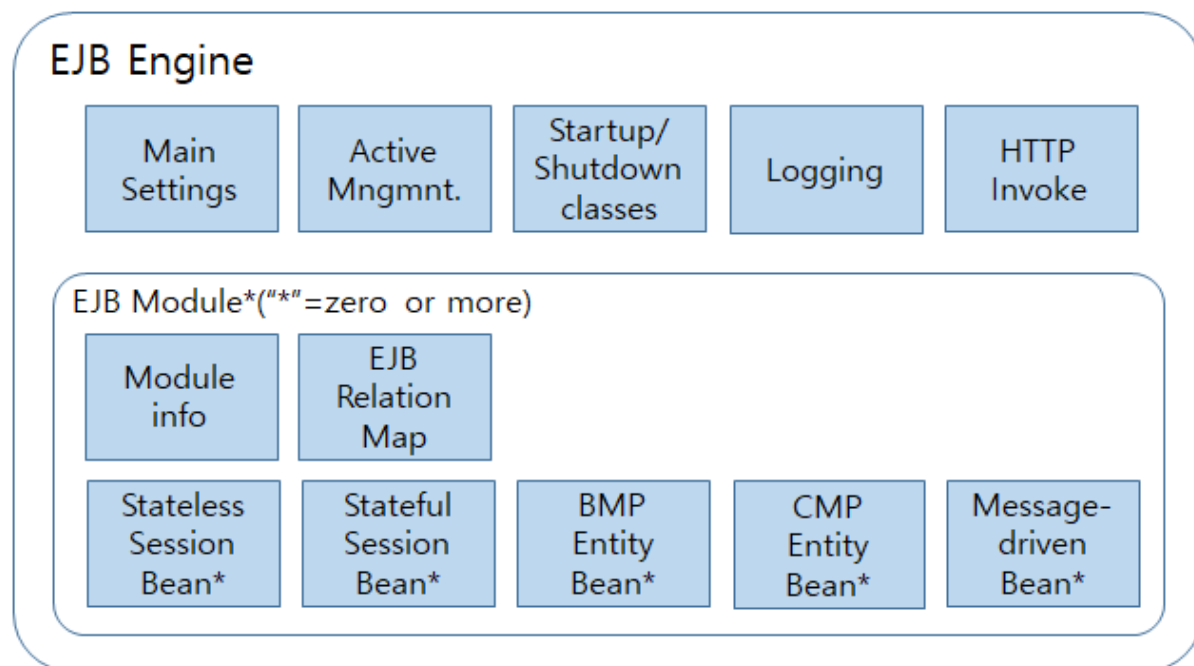 EJB Engine
Main
Settings
Active
Mngmnt.
Startup/
Shutdown
classes
Logging
HTTP
Invoke
EJB Module*("*"=zero or more)
Module
info
EJB
Relation
Map
Stateless
Session
Bean*
Stateful
Session
Bean*
BMP
Entity
Bean*
CMP
Entity
Bean*
Message-
driven
Bean*